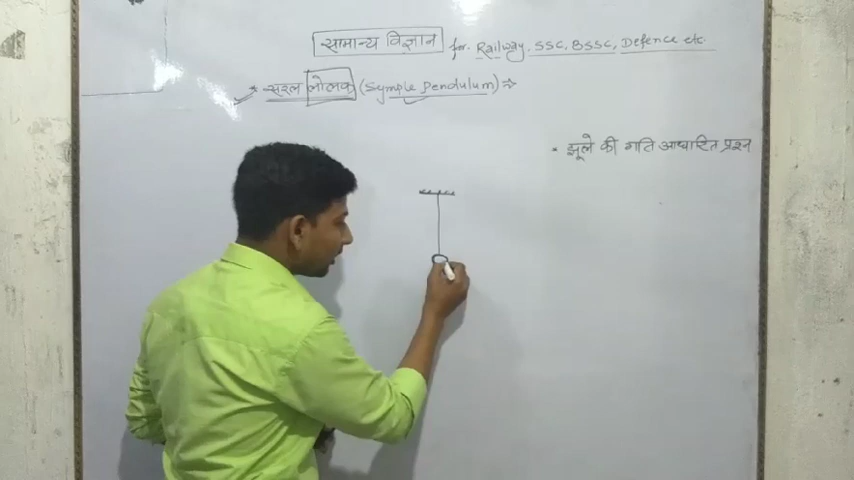 सामान्य विज्ञान for Railway, SSC, BSSC, Defence etc.
* सरल लोलक (Symple Pendulum) ⇒
* झूले की गति आधारित प्रश्न